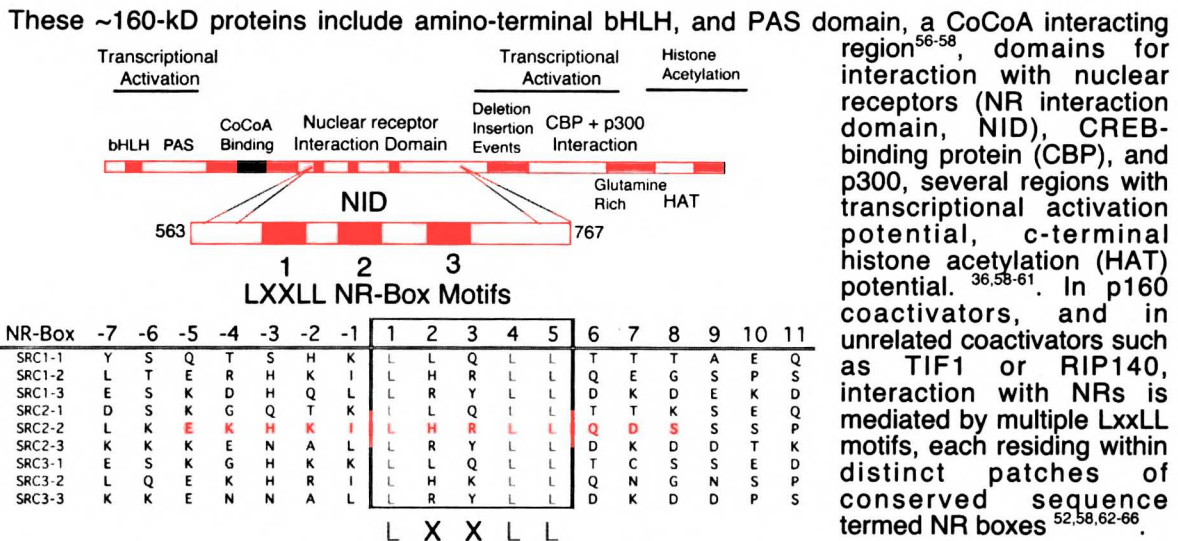 These ~160-kD proteins include amino-terminal bHLH, and PAS domain, a CoCoA interacting
region56-58, domains for
interaction with nuclear
receptors (NR interaction
domain, NID), CREB-
binding protein (CBP), and
p300, several regions with
transcriptional activation
potential, c-terminal
histone acetylation (HAT)
potential. 36,58-61. In p160
coactivators, and in
unrelated coactivators such
as TIF1 or RIP140,
interaction with NRs is
mediated by multiple LxxLL
motifs, each residing within
distinct patches of
conserved sequence
termed NR boxes 52,58,62-66.
Transcriptional
Activation
Transcriptional
Activation
Histone
Acetylation
bHLH PAS
CoCoA
Binding
Nuclear receptor
Interaction Domain
Deletion
Insertion
Events
CBP + p300
Interaction
Glutamine
Rich
HAT
NID
563 767
1 2 3
LXXLL NR-Box Motifs
NR-Box -7 -6 -5 -4 -3 -2 -1 1 2 3 4 5 6 7 8 9 10 11
SRC1-1 Y S Q T S H K L L Q L L T T T A E Q
SRC1-2 L T E R H K I L H R L L Q E G S P S
SRC1-3 E S K D H Q L L R Y L L D K D E K D
SRC2-1 D S K G Q T K L L Q L L T T K S E Q
SRC2-2 L K E K H K I L H R L L Q D S S S P
SRC2-3 K K K E N A L L R Y L L D K D D T K
SRC3-1 E S K G H K K L L Q L L T C S S E D
SRC3-2 L Q E K H R I L H K L L Q N G N S P
SRC3-3 K K E N N A L L R Y L L D K D D P S
L X X L L